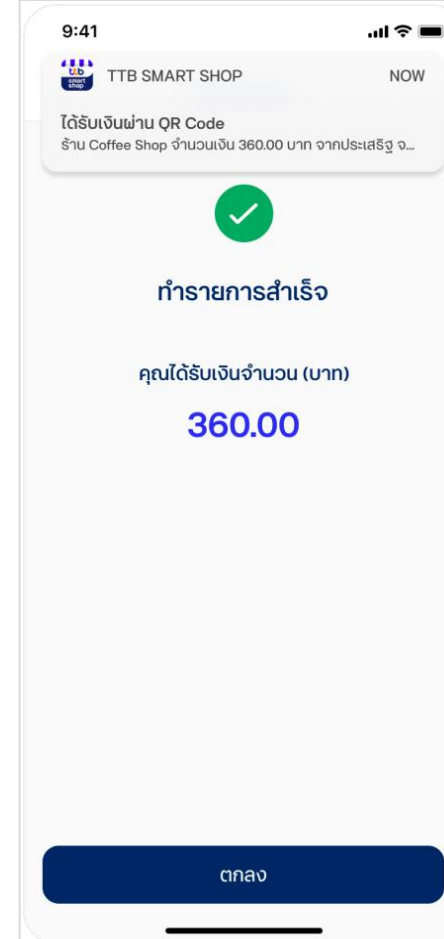 9:41
ttb
smart
shop
TTB SMART SHOP
NOW
ได้รับเงินผ่าน QR Code
ร้าน Coffee Shop จำนวนเงิน 360.00 บาท จากประเสริฐ จ...
ทำรายการสำเร็จ
คุณได้รับเงินจำนวน (บาท)
360.00
ตกลง